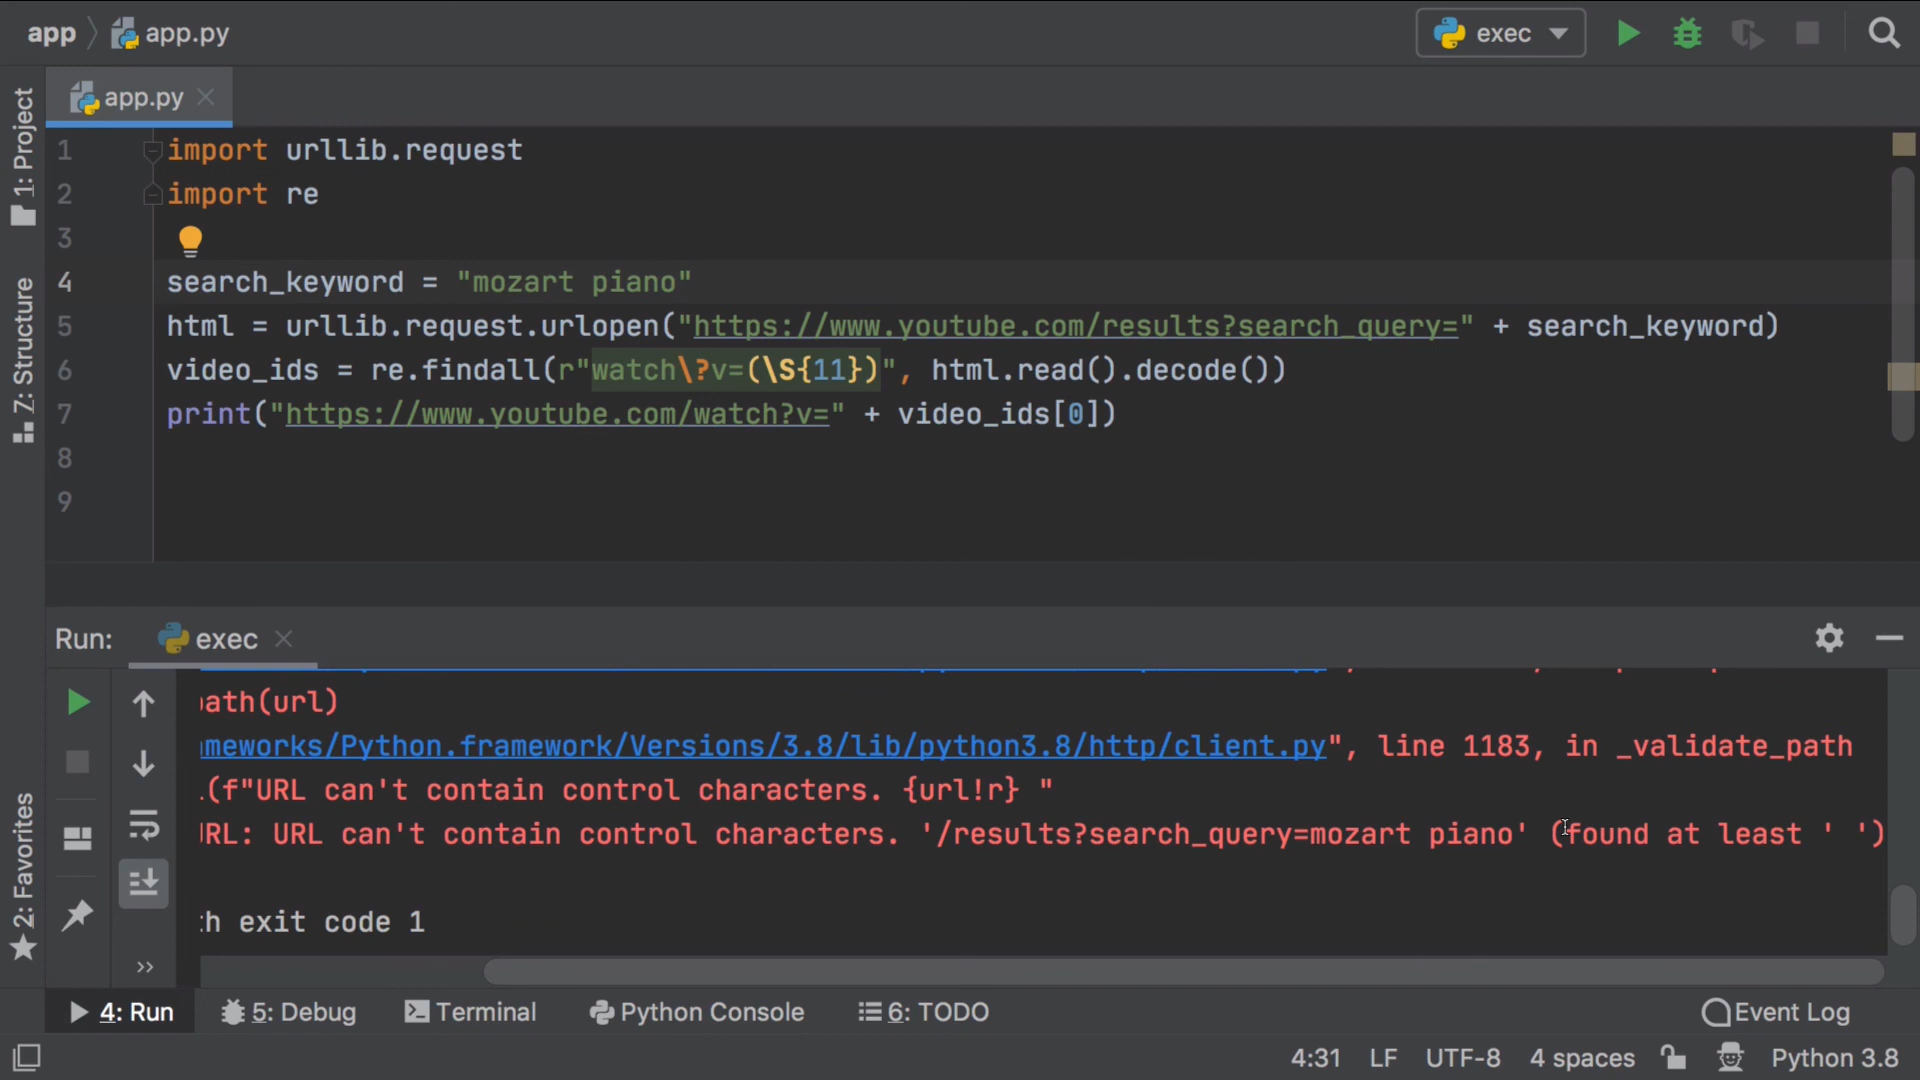 app app.py exec
app.py
1: Project
7: Structure
2: Favorites
1 import urllib.request
2 import re
3
4 search_keyword = "mozart piano"
5 html = urllib.request.urlopen("https://www.youtube.com/results?search_query=" + search_keyword)
6 video_ids = re.findall(r"watch\?v=(\S{11})", html.read().decode())
7 print("https://www.youtube.com/watch?v=" + video_ids[0])
8
9
Run: exec
path(url)
meworks/Python.framework/Versions/3.8/lib/python3.8/http/client.py", line 1183, in _validate_path
.(f"URL can't contain control characters. {url!r} "
RL: URL can't contain control characters. '/results?search_query=mozart piano' (found at least ' ')
h exit code 1
4: Run 5: Debug Terminal Python Console 6: TODO Event Log
4:31 LF UTF-8 4 spaces Python 3.8